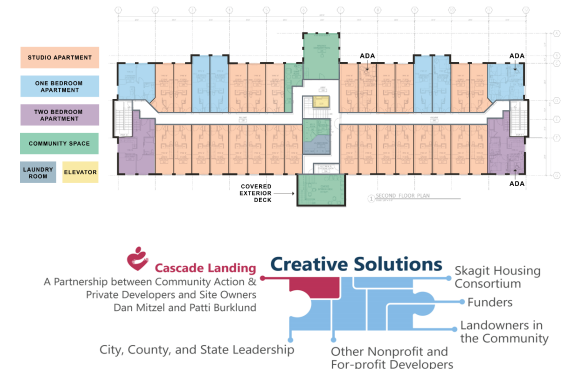 STUDIO APARTMENT
ONE BEDROOM
APARTMENT
TWO BEDROOM
APARTMENT
COMMUNITY SPACE
LAUNDRY
ROOM
ELEVATOR
ADA
ADA
ADA
COVERED
EXTERIOR
DECK
SECOND FLOOR PLAN
Cascade Landing
A Partnership between Community Action &
Private Developers and Site Owners
Dan Mitzel and Patti Burklund
Creative Solutions
Skagit Housing
Consortium
Funders
Landowners in
the Community
City, County, and State Leadership
Other Nonprofit and
For-profit Developers